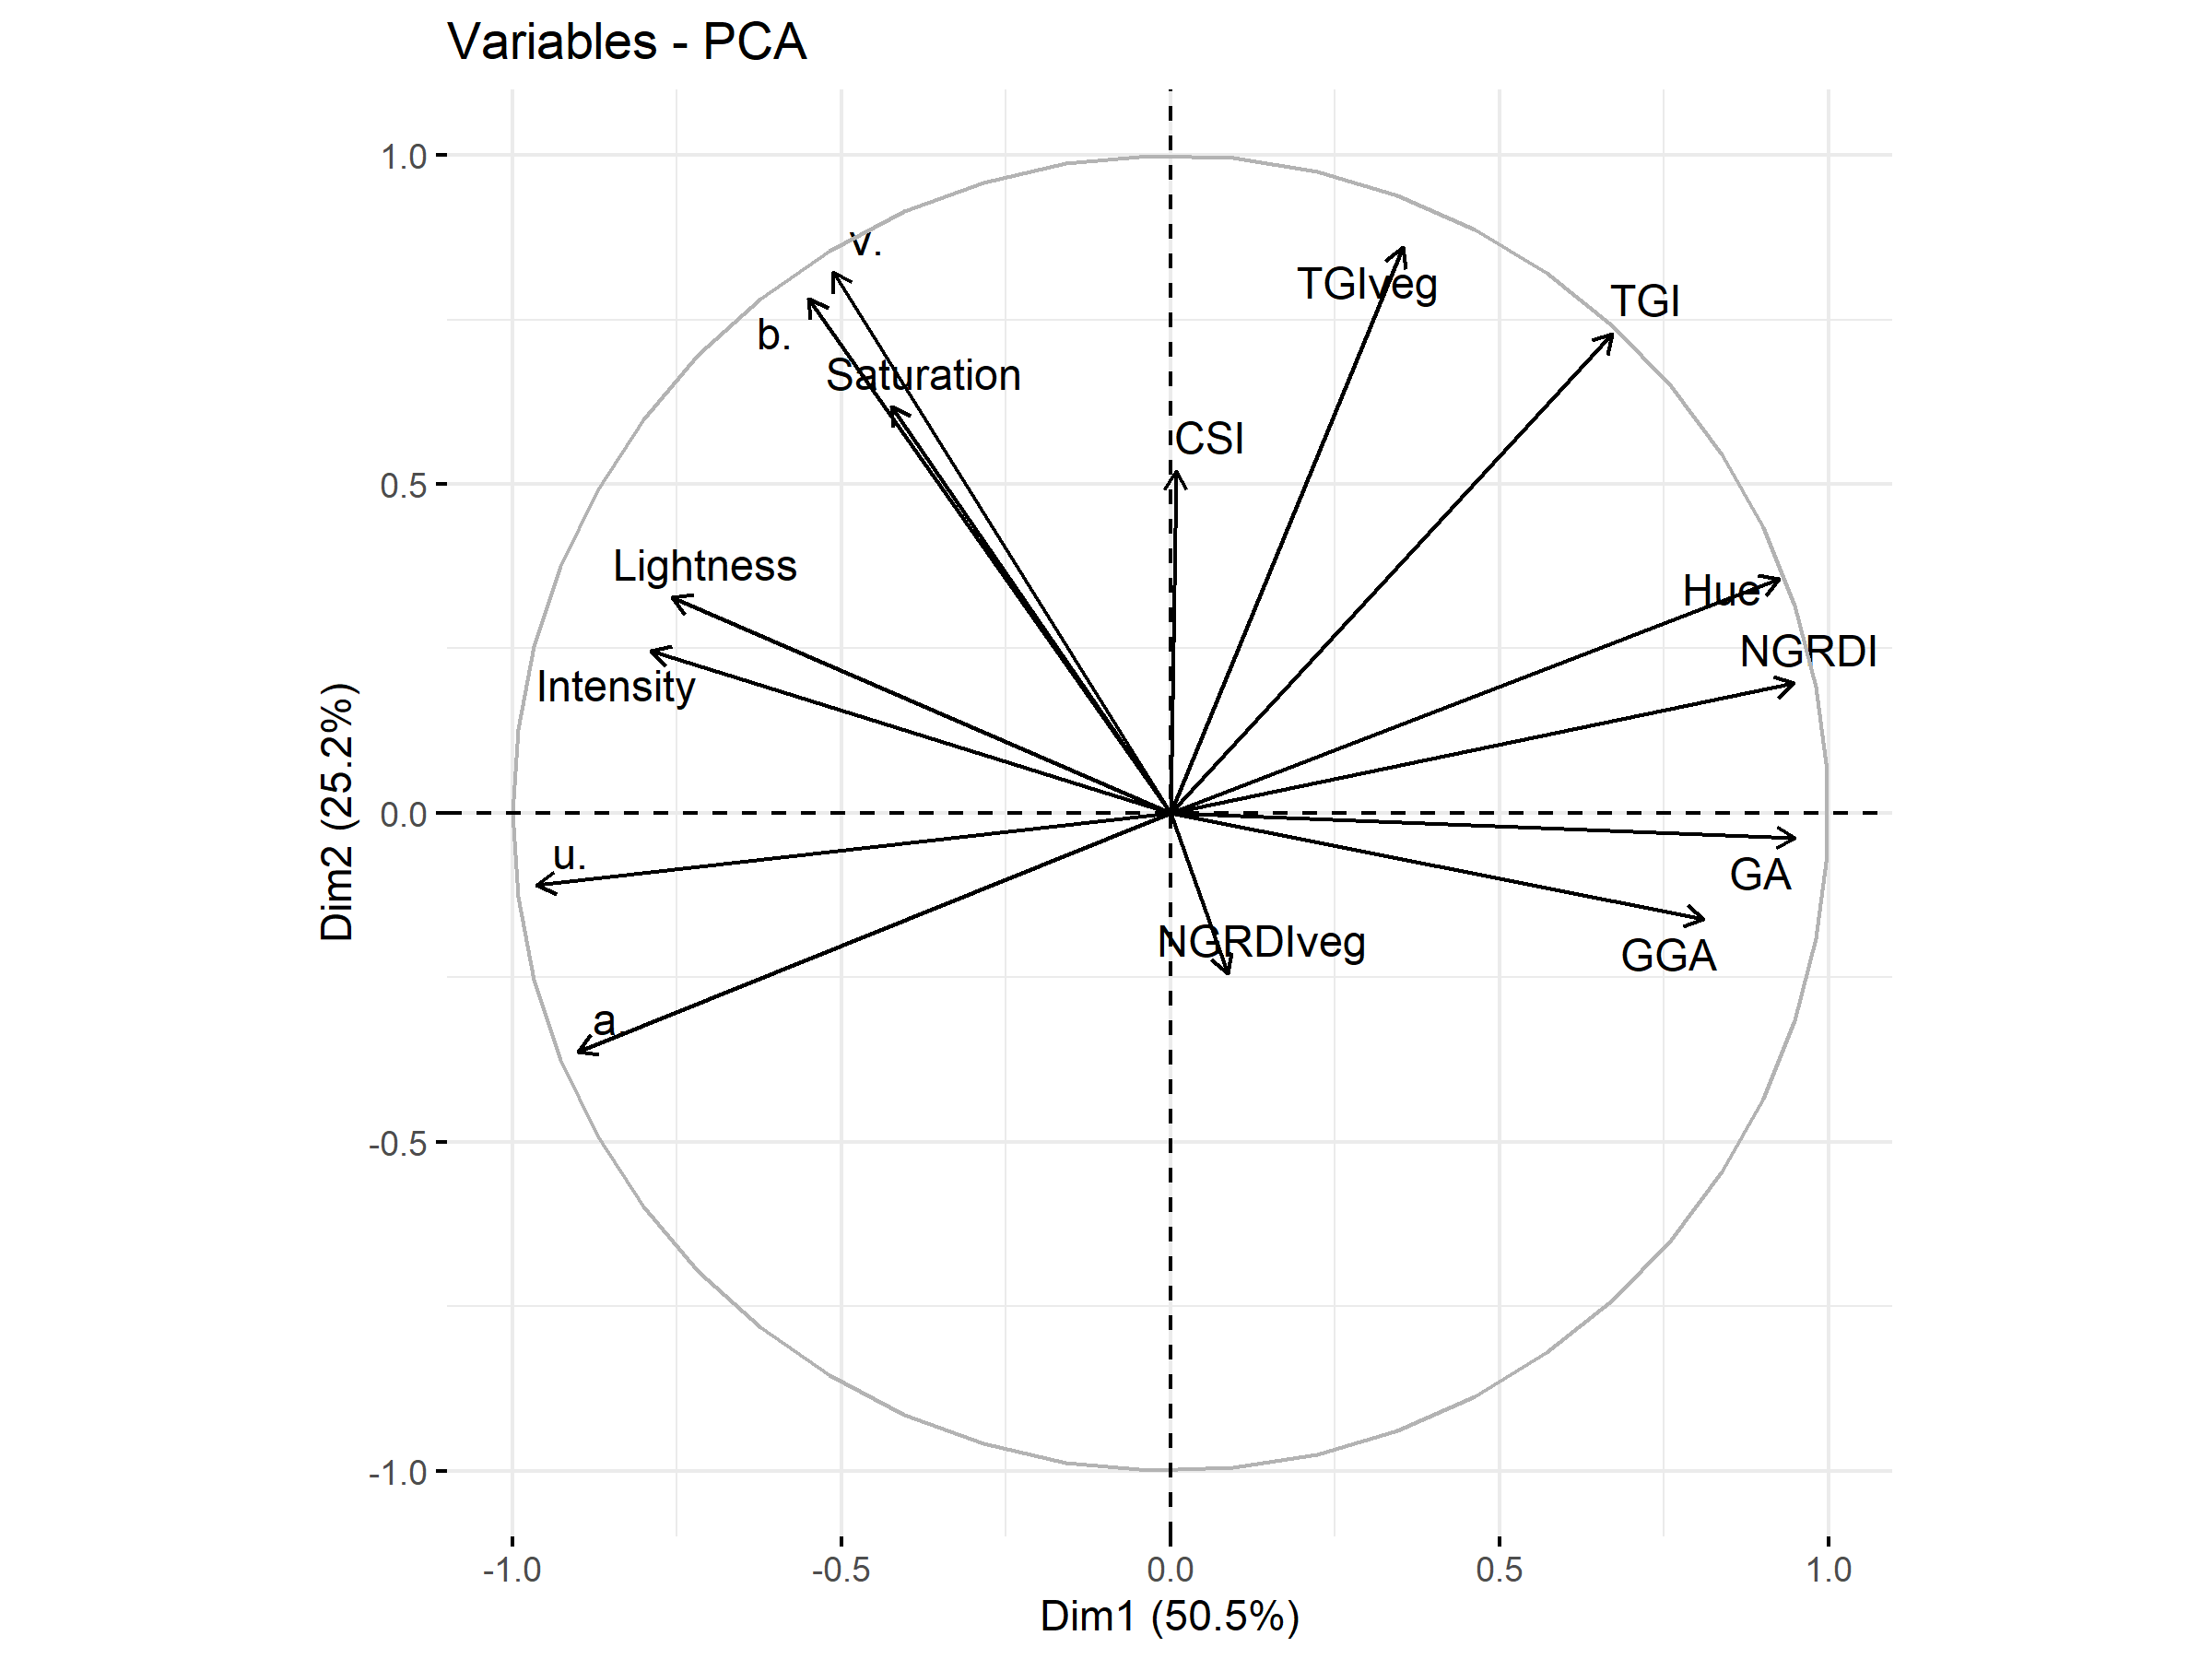 Variables - PCA
1.0
0.5
0.0
-0.5
-1.0
Dim2 (25.2%)
v.
b.
Saturation
TGIveg
TGI
CSI
Lightness
Intensity
Hue
NGRDI
u.
GA
a.
NGRDIveg
GGA
-1.0
-0.5
0.0
0.5
1.0
Dim1 (50.5%)